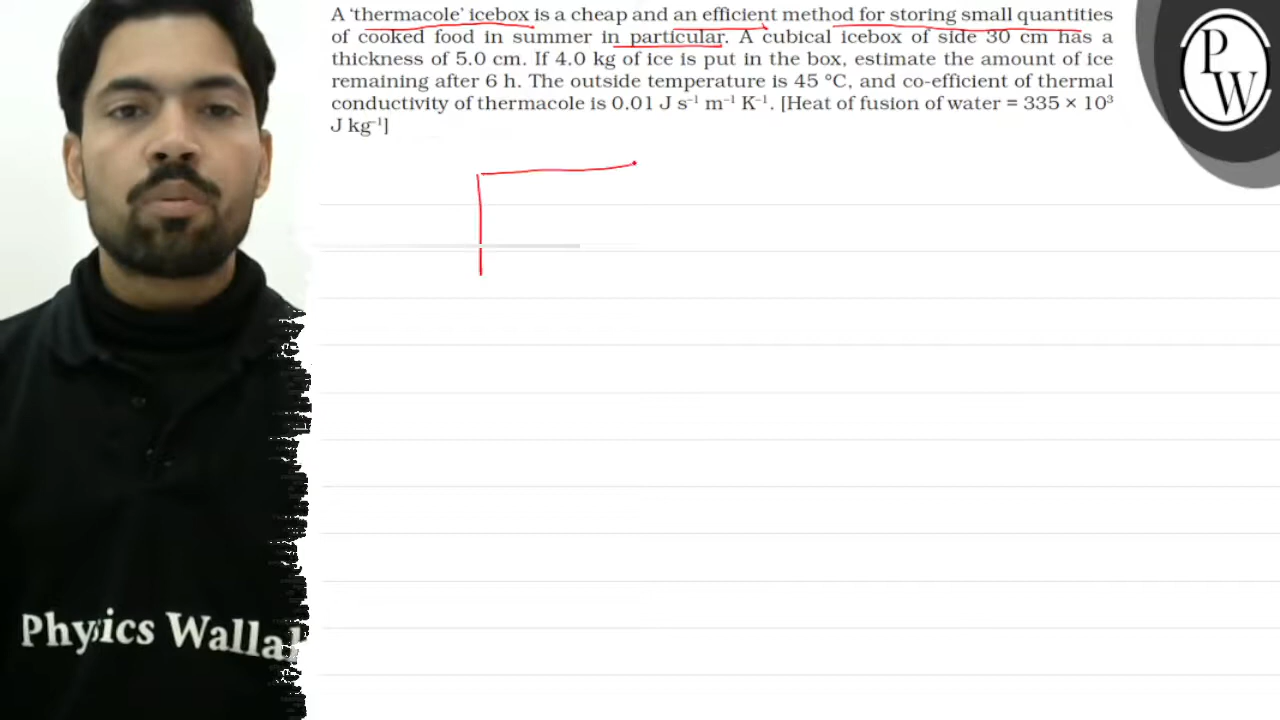 A ‘thermacole’ icebox is a cheap and an efficient method for storing small quantities
of cooked food in summer in particular. A cubical icebox of side 30 cm has a
thickness of 5.0 cm. If 4.0 kg of ice is put in the box, estimate the amount of ice
remaining after 6 h. The outside temperature is 45 °C, and co-efficient of thermal
conductivity of thermacole is 0.01 J s⁻¹ m⁻¹ K⁻¹. [Heat of fusion of water = 335 × 10³
J kg⁻¹]
P
W
Physics Wallah